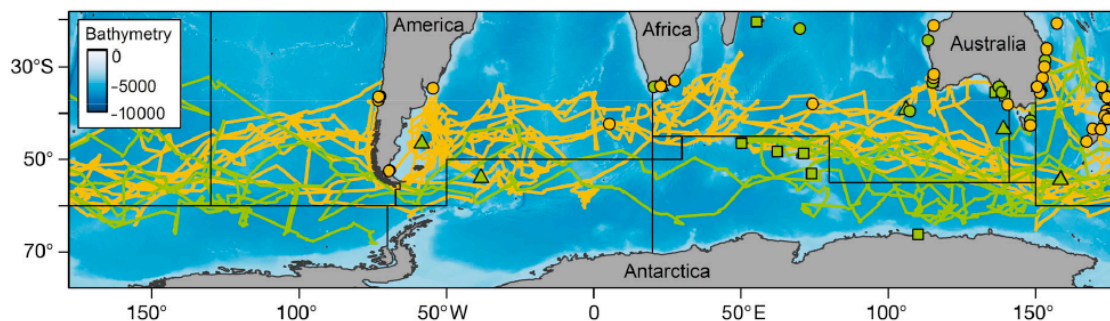 Bathymetry
0
−5000
−10000
America
Africa
Australia
Antarctica
30°S
50°
70°
150°
100°
50°W
0°
50°E
100°
150°